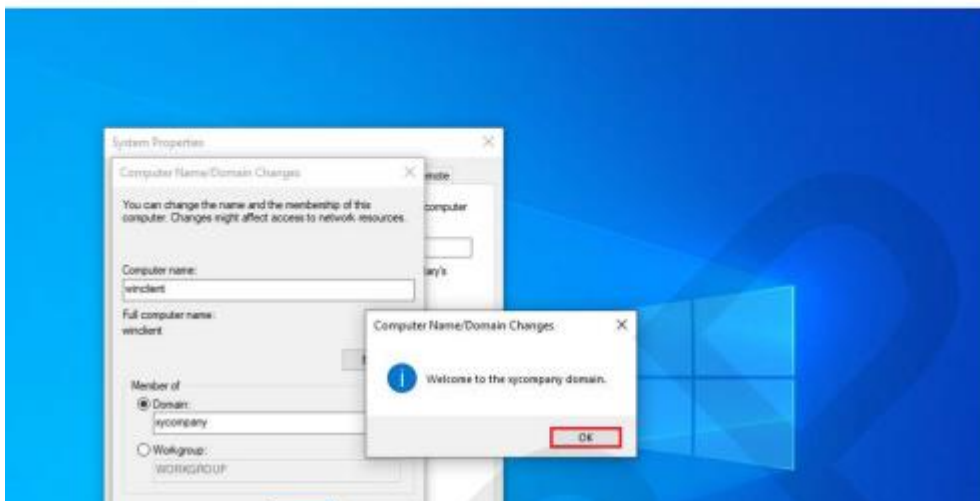 System Properties
Computer Name/Domain Changes
emote
You can change the name and the membership of this
computer. Changes might affect access to network resources.
computer
ary's
Computer name:
winclient
Full computer name:
winclient
Computer Name/Domain Changes
Welcome to the xycompany domain.
OK
Member of
Domain:
xycompany
Workgroup:
WORKGROUP